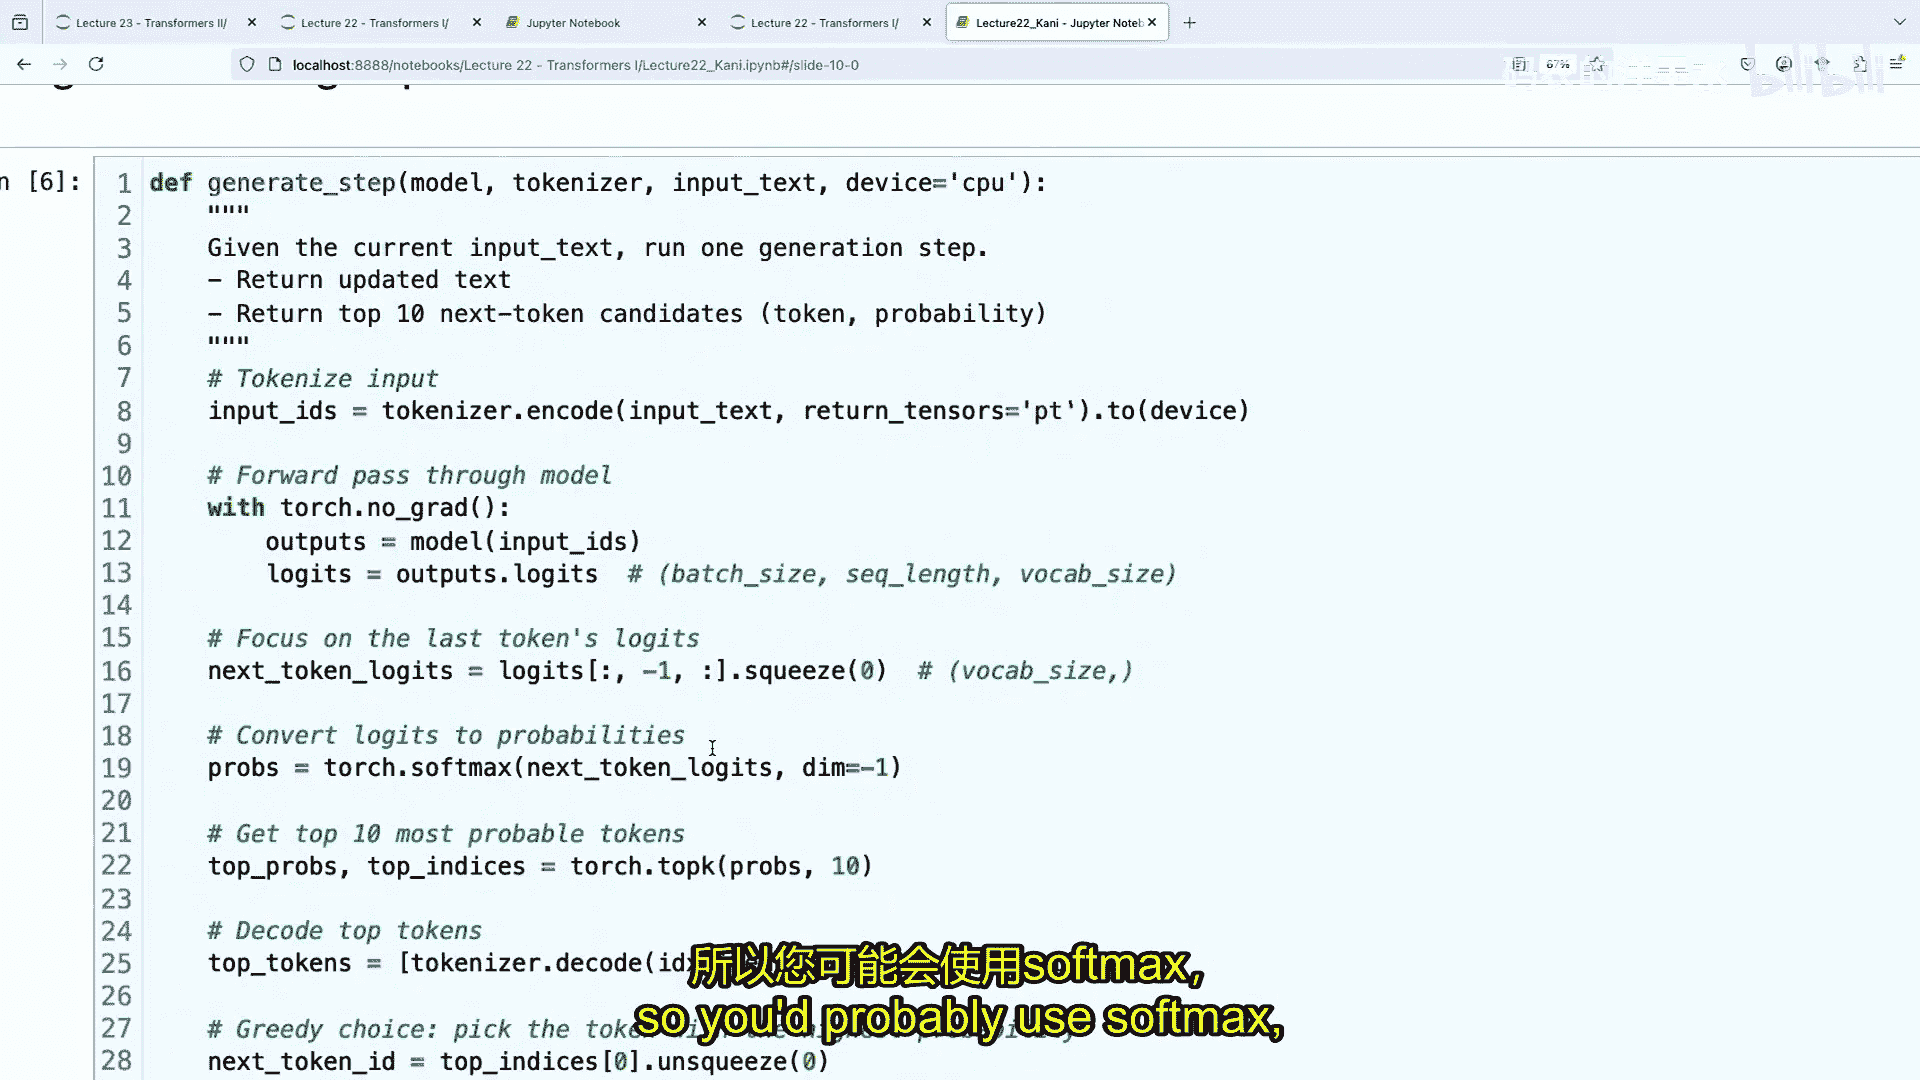 Lecture 23 - Transformers II/
Lecture 22 - Transformers I/
Jupyter Notebook
Lecture 22 - Transformers I/
Lecture22_Kani - Jupyter Noteb
localhost:8888/notebooks/Lecture 22 - Transformers I/Lecture22_Kani.ipynb#/slide-10-0
67%
bilibili
n [6]:
1 def generate_step(model, tokenizer, input_text, device='cpu'):
2 """
3 Given the current input_text, run one generation step.
4 - Return updated text
5 - Return top 10 next-token candidates (token, probability)
6 """
7 # Tokenize input
8 input_ids = tokenizer.encode(input_text, return_tensors='pt').to(device)
9
10 # Forward pass through model
11 with torch.no_grad():
12 outputs = model(input_ids)
13 logits = outputs.logits # (batch_size, seq_length, vocab_size)
14
15 # Focus on the last token's logits
16 next_token_logits = logits[:, -1, :].squeeze(0) # (vocab_size,)
17
18 # Convert logits to probabilities
19 probs = torch.softmax(next_token_logits, dim=-1)
20
21 # Get top 10 most probable tokens
22 top_probs, top_indices = torch.topk(probs, 10)
23
24 # Decode top tokens
25 top_tokens = [tokenizer.decode(id
26
27 # Greedy choice: pick the toke
28 next_token_id = top_indices[0].unsqueeze(0)
所以您可能会使用softmax,
so you'd probably use softmax,